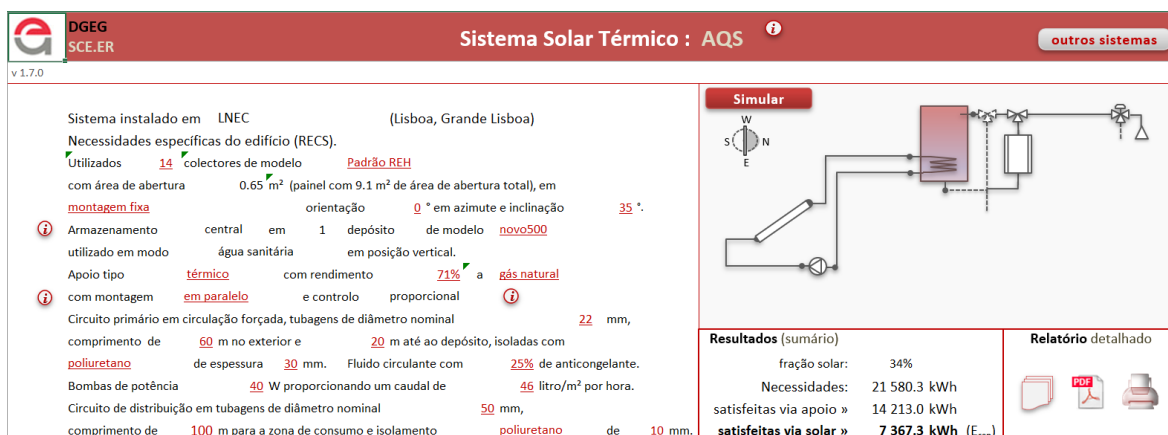 DGEG
SCE.ER
Sistema Solar Térmico : AQS
i
outros sistemas
v 1.7.0
Sistema instalado em LNEC (Lisboa, Grande Lisboa)
Necessidades específicas do edifício (RECS).
Utilizados 14 colectores de modelo Padrão REH
com área de abertura 0.65 m² (painel com 9.1 m² de área de abertura total), em
montagem fixa orientação 0 ° em azimute e inclinação 35 °.
i Armazenamento central em 1 depósito de modelo novo500
utilizado em modo água sanitária em posição vertical.
Apoio tipo térmico com rendimento 71% a gás natural
i com montagem em paralelo e controlo proporcional i
Circuito primário em circulação forçada, tubagens de diâmetro nominal 22 mm,
comprimento de 60 m no exterior e 20 m até ao depósito, isoladas com
poliuretano de espessura 30 mm. Fluido circulante com 25% de anticongelante.
Bombas de potência 40 W proporcionando um caudal de 46 litro/m² por hora.
Circuito de distribuição em tubagens de diâmetro nominal 50 mm,
comprimento de 100 m para a zona de consumo e isolamento poliuretano de 10 mm.
Simular
W
S N
E
Resultados (sumário)
fração solar: 34%
Necessidades: 21 580.3 kWh
satisfeitas via apoio » 14 213.0 kWh
satisfeitas via solar » 7 367.3 kWh
Relatório detalhado
PDF